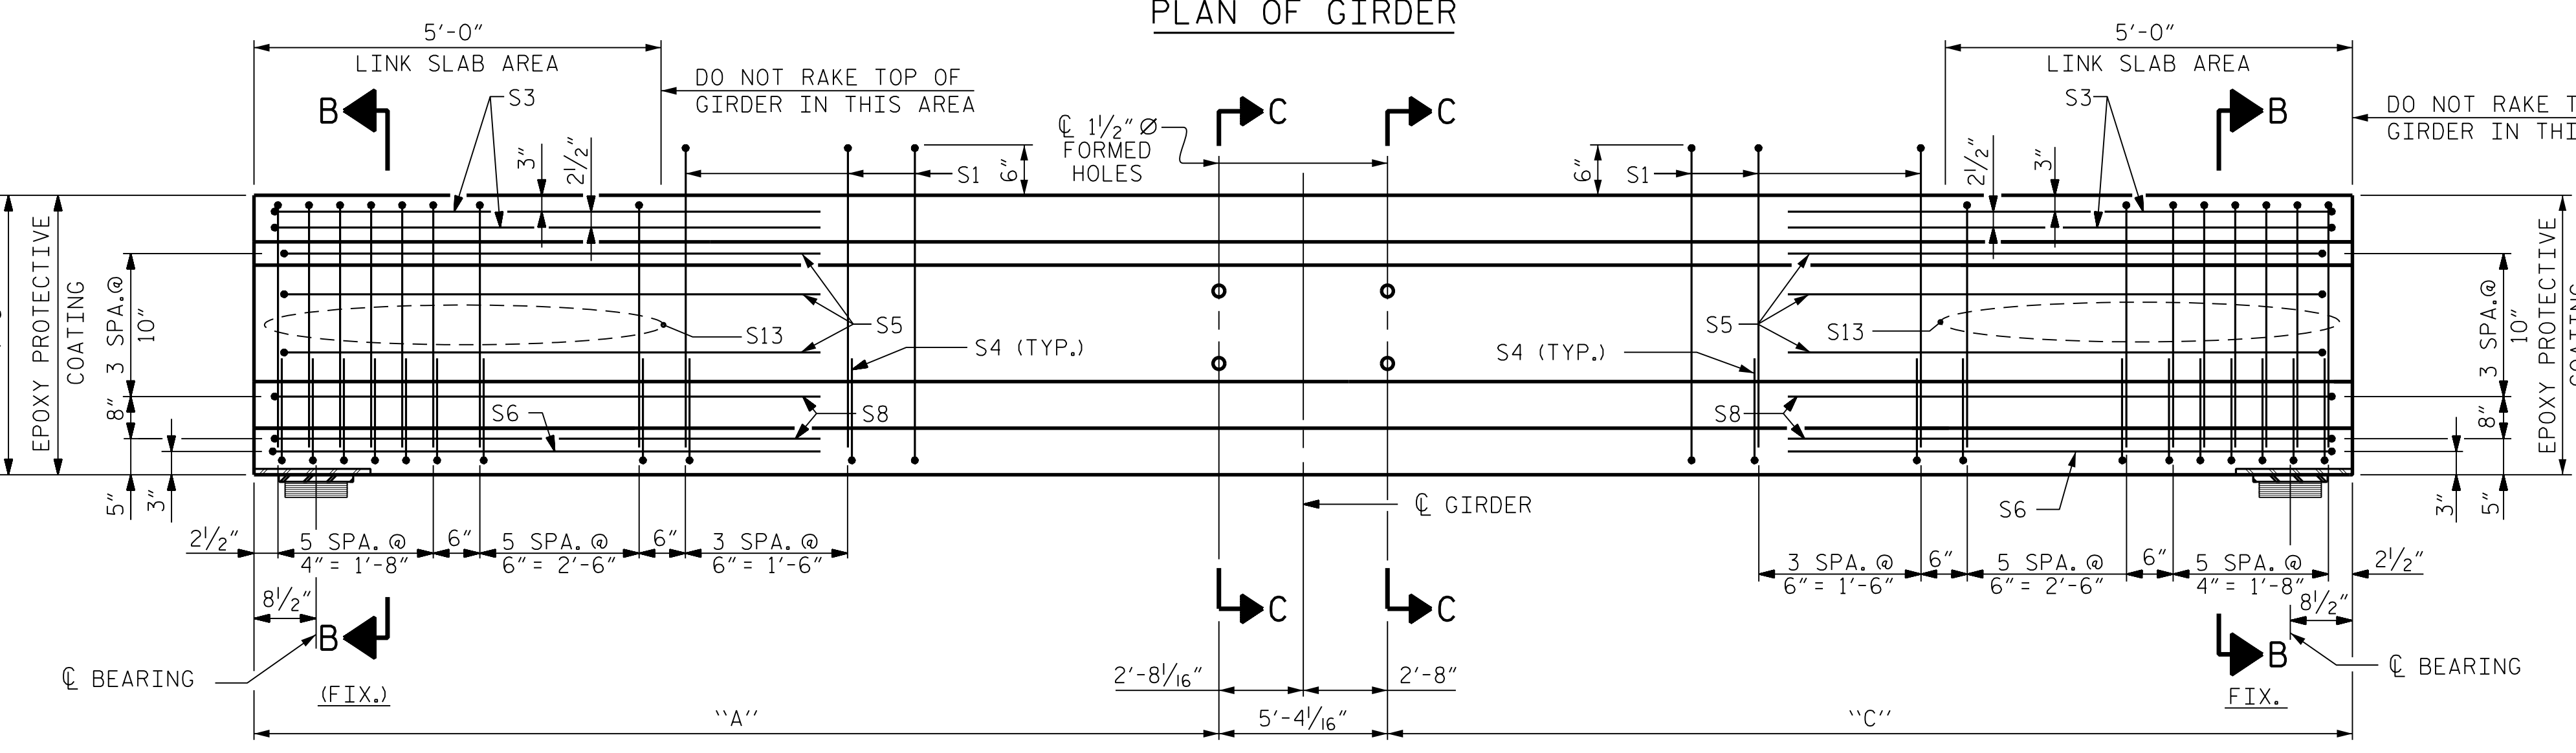 PLAN OF GIRDER
5'-0"
LINK SLAB AREA
DO NOT RAKE TOP OF
GIRDER IN THIS AREA
B
S3
3"
2½"
S1
6"
℄ 1½" Ø
FORMED
HOLES
C
C
6"
S1
5'-0"
LINK SLAB AREA
S3
2½"
3"
B
DO NOT RAKE T
GIRDER IN THI
EPOXY PROTECTIVE
COATING
3 SPA.@
10"
8"
5"
3"
S13
S5
S4 (TYP.)
S6
S8
S4 (TYP.)
S5
S13
S8
S6
3 SPA.@
10"
8"
3"
5"
EPOXY PROTECTIVE
COATING
℄ GIRDER
2½"
5 SPA. @
4" = 1'-8"
6"
5 SPA. @
6" = 2'-6"
6"
3 SPA. @
6" = 1'-6"
3 SPA. @
6" = 1'-6"
6"
5 SPA. @
6" = 2'-6"
6"
5 SPA. @
4" = 1'-8"
2½"
8½"
B
℄ BEARING
(FIX.)
C
C
2'-8 1/16"
2'-8"
8½"
B
℄ BEARING
FIX.
"A"
5'-4 1/16"
"C"